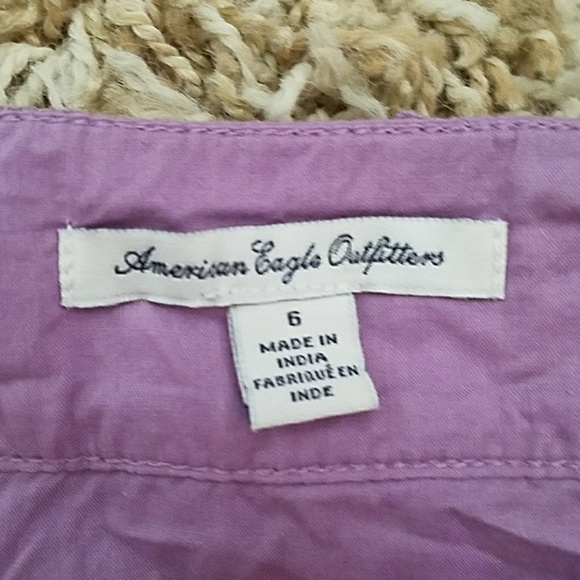 American Eagle Outfitters
6
MADE IN
INDIA
FABRIQUÉ EN
INDE